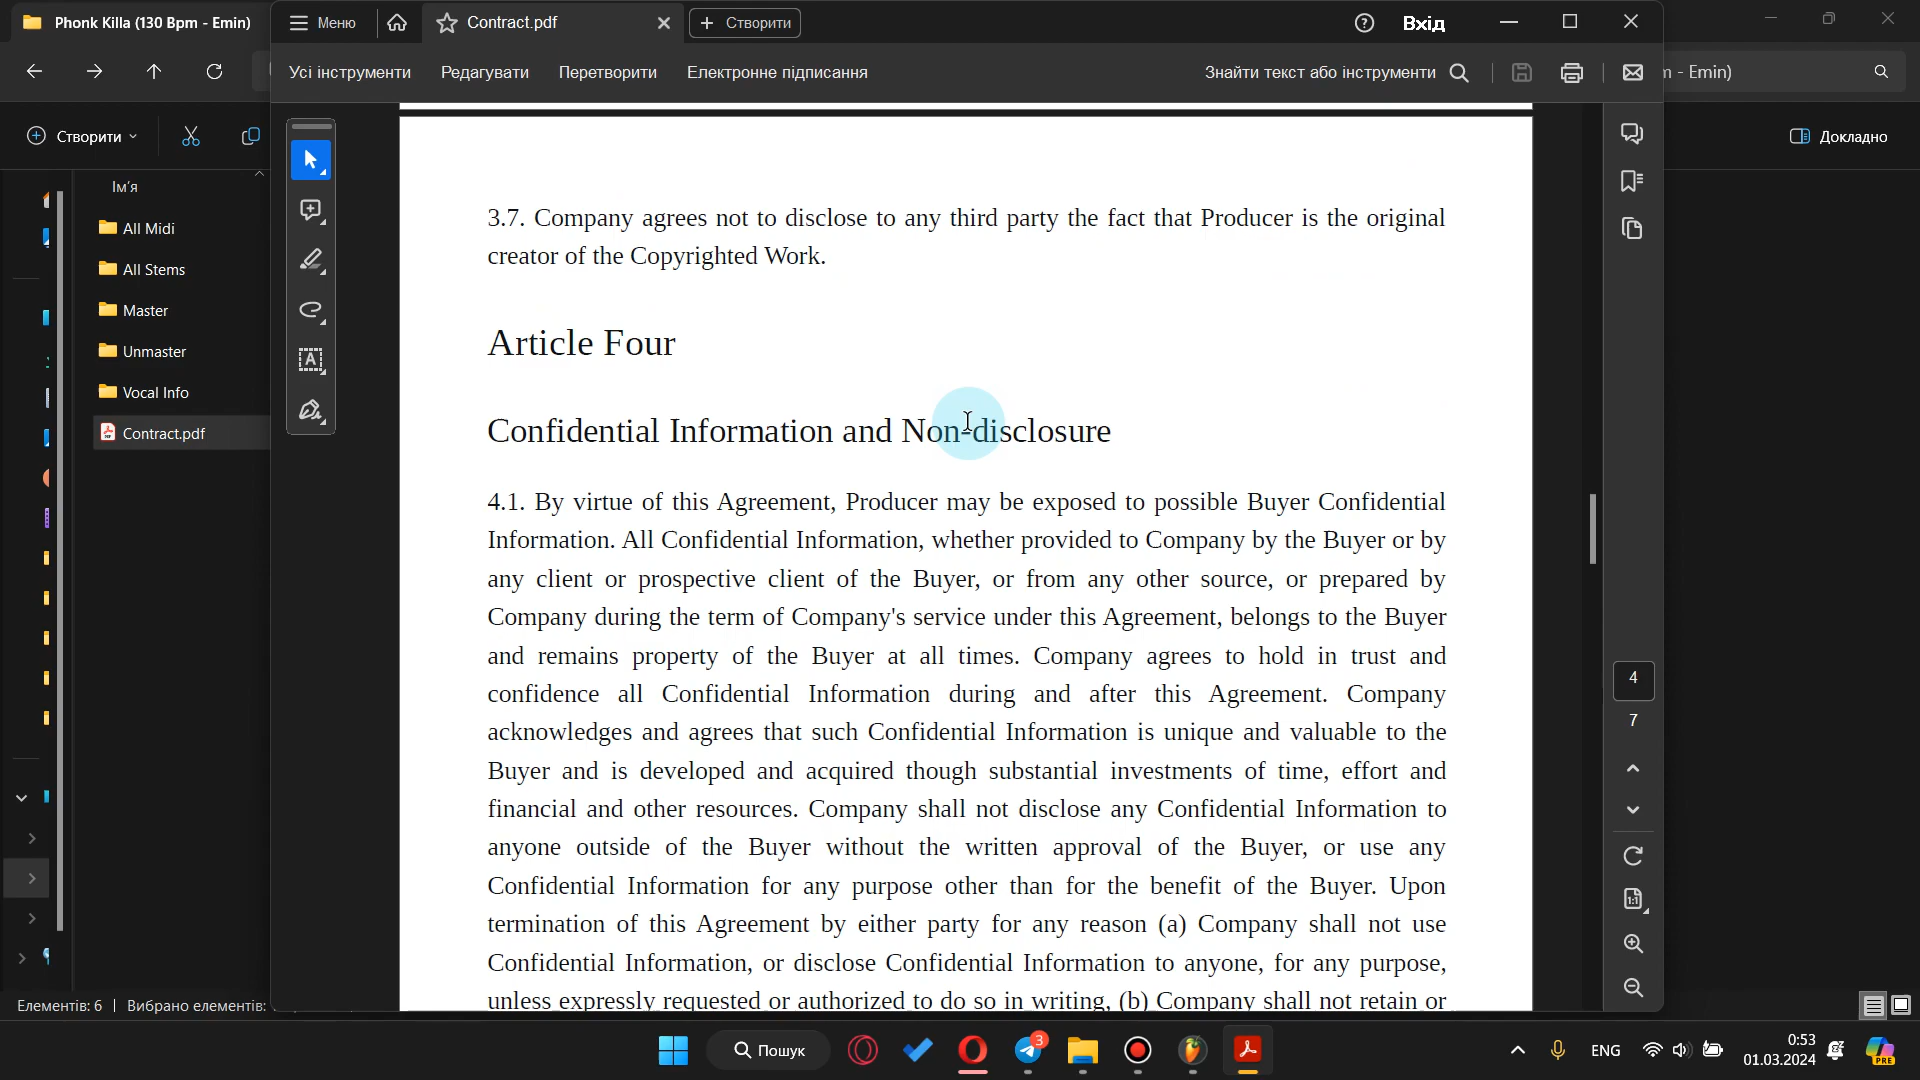 Phonk Killa (130 Bpm - Emin)
Меню
Contract.pdf
Створити
Вхід
Усі інструменти
Редагувати
Перетворити
Електронне підписання
Знайти текст або інструменти
m - Emin)
Створити
Докладно
Ім'я
All Midi
All Stems
Master
Unmaster
Vocal Info
Contract.pdf
3.7. Company agrees not to disclose to any third party the fact that Producer is the original
creator of the Copyrighted Work.
Article Four
Confidential Information and Non-disclosure
4.1. By virtue of this Agreement, Producer may be exposed to possible Buyer Confidential
Information. All Confidential Information, whether provided to Company by the Buyer or by
any client or prospective client of the Buyer, or from any other source, or prepared by
Company during the term of Company's service under this Agreement, belongs to the Buyer
and remains property of the Buyer at all times. Company agrees to hold in trust and
confidence all Confidential Information during and after this Agreement. Company
acknowledges and agrees that such Confidential Information is unique and valuable to the
Buyer and is developed and acquired though substantial investments of time, effort and
financial and other resources. Company shall not disclose any Confidential Information to
anyone outside of the Buyer without the written approval of the Buyer, or use any
Confidential Information for any purpose other than for the benefit of the Buyer. Upon
termination of this Agreement by either party for any reason (a) Company shall not use
Confidential Information, or disclose Confidential Information to anyone, for any purpose,
unless expressly requested or authorized to do so in writing, (b) Company shall not retain or
4
7
1:1
Елементів: 6
Вибрано елементів:
Пошук
3
ENG
0:53
01.03.2024
PRE